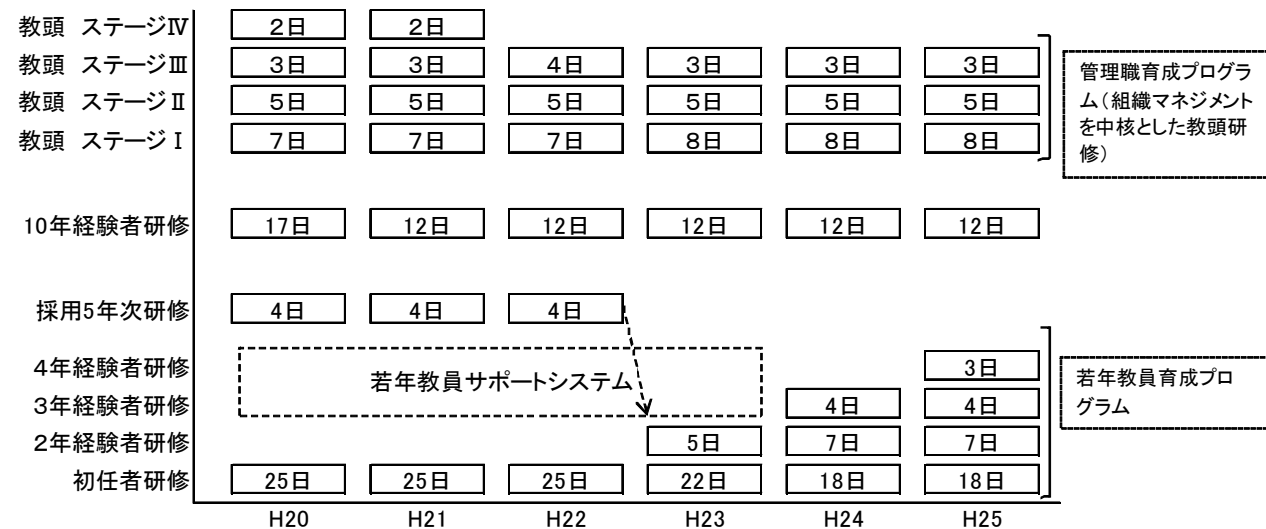 教頭　ステージⅣ 2日 2日
教頭　ステージⅢ 3日 3日 4日 3日 3日 3日
教頭　ステージⅡ 5日 5日 5日 5日 5日 5日
教頭　ステージⅠ 7日 7日 7日 8日 8日 8日
管理職育成プログラ
ム（組織マネジメント
を中核とした教頭研
修）
10年経験者研修 17日 12日 12日 12日 12日 12日
採用5年次研修 4日 4日 4日
4年経験者研修 3日
若年教員サポートシステム
3年経験者研修 4日 4日
若年教員育成プロ
グラム
2年経験者研修 5日 7日 7日
初任者研修 25日 25日 25日 22日 18日 18日
H20 H21 H22 H23 H24 H25